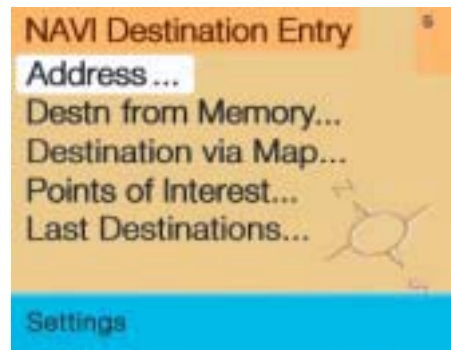 NAVI Destination Entry
Address ...
Destn from Memory...
Destination via Map...
Points of Interest...
Last Destinations...
Settings